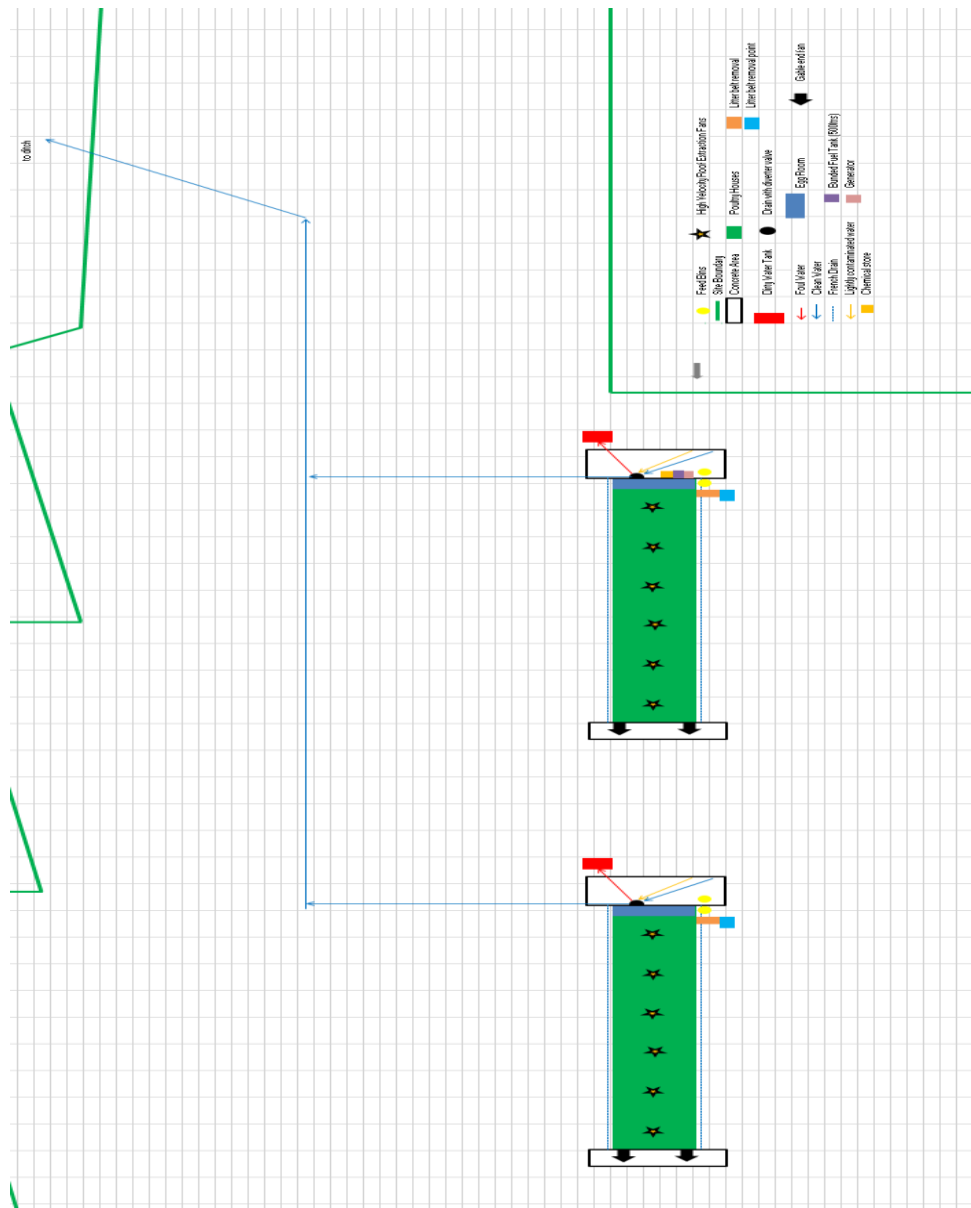 to ditch
Feed Bins
High Velocity Roof Extraction Fans
Site Boundary
Concrete Area
Poultry Houses
Litter belt removal
Litter belt removal point
Dirty Water Tank
Drain with diverter valve
Gable end fan
Foul Water
Egg Room
Clean Water
French Drain
Bunded Fuel Tank (500ltrs)
Lightly contaminated water
Generator
Chemical store